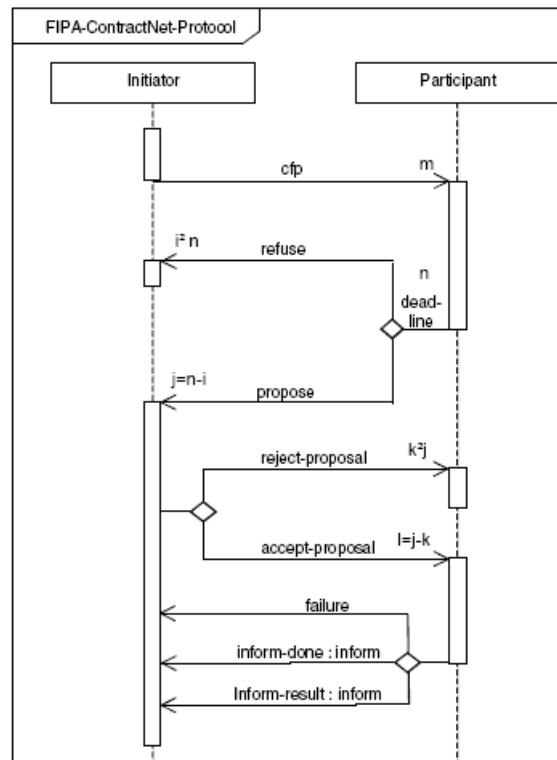 FIPA-ContractNet-Protocol
Initiator
Participant
cfp
m
i² n
refuse
n
dead-
line
j=n-i
propose
reject-proposal
k²j
accept-proposal
l=j-k
failure
inform-done : inform
Inform-result : inform